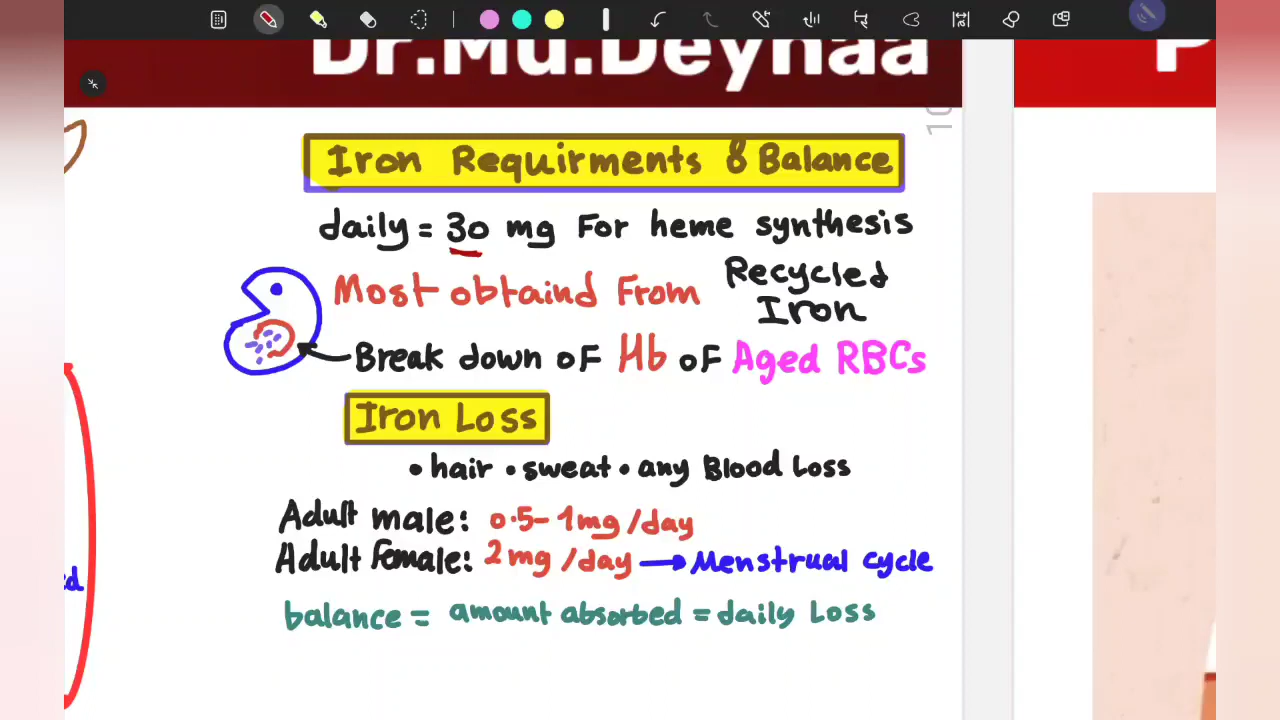 Dr.Mu.Deynaa
Iron Requirments & Balance
daily = 30 mg For heme synthesis
Most obtaind From Recycled Iron
Break down of Hb of Aged RBCs
Iron Loss
• hair • sweat • any Blood Loss
Adult male: 0.5-1mg/day
Adult Female: 2mg/day → Menstrual cycle
balance = amount absorbed = daily Loss